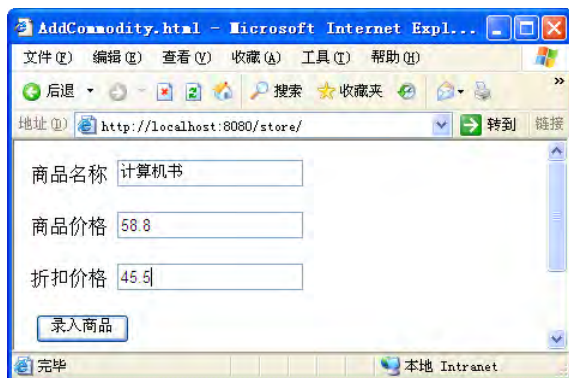 AddCommodity.html - Microsoft Internet Expl...
文件(F) 编辑(E) 查看(V) 收藏(A) 工具(T) 帮助(H)
后退 搜索 收藏夹 »
地址(D) http://localhost:8080/store/ 转到 链接
商品名称 计算机书
商品价格 58.8
折扣价格 45.5
录入商品
完毕 本地 Intranet